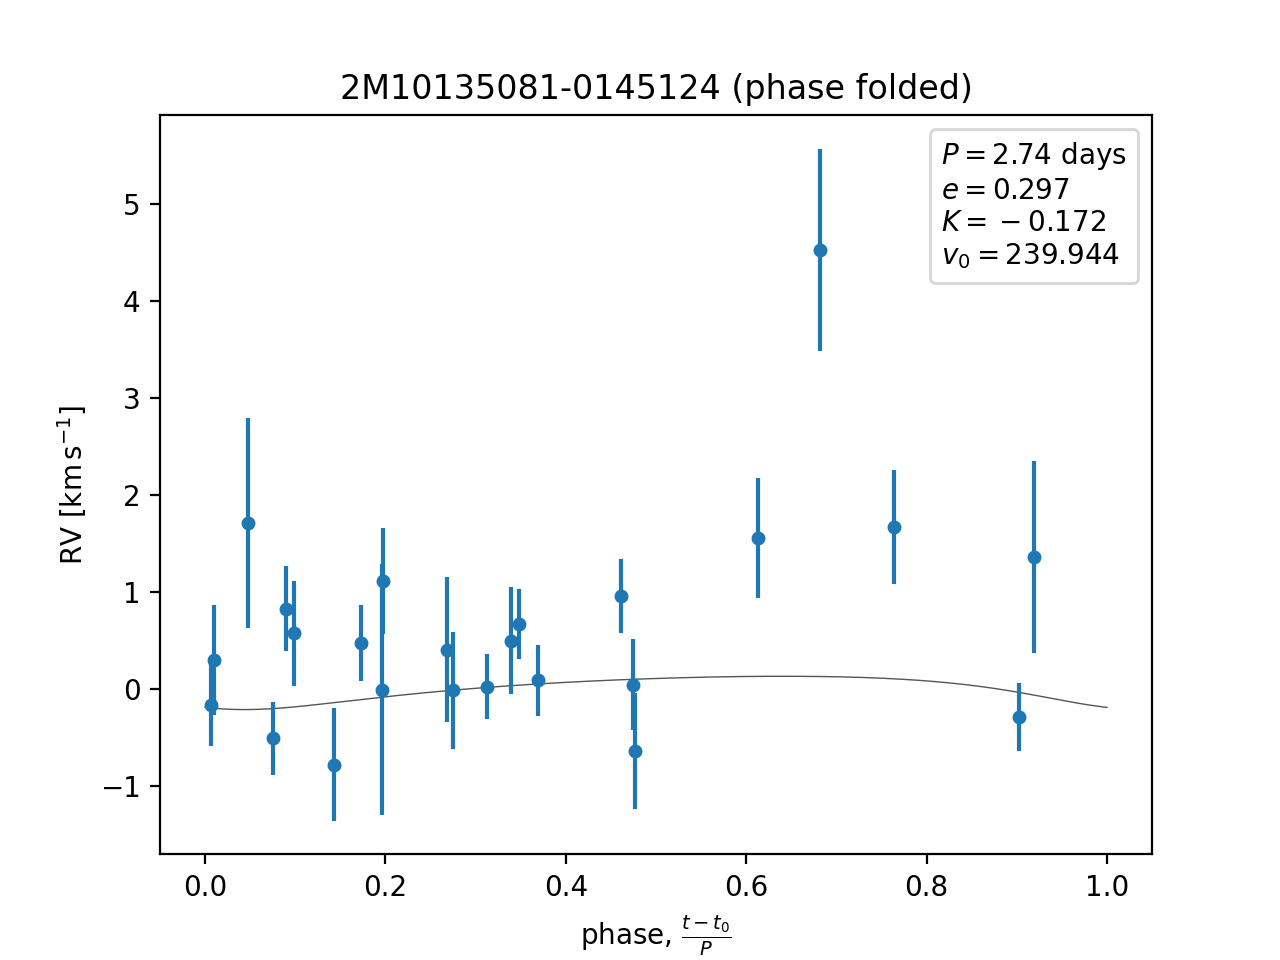 2M10135081-0145124 (phase folded)
P = 2.74 days
e = 0.297
K = −0.172
v₀ = 239.944
5
4
3
2
1
0
−1
RV [km s⁻¹]
0.0 0.2 0.4 0.6 0.8 1.0
phase, (t − t₀)/P